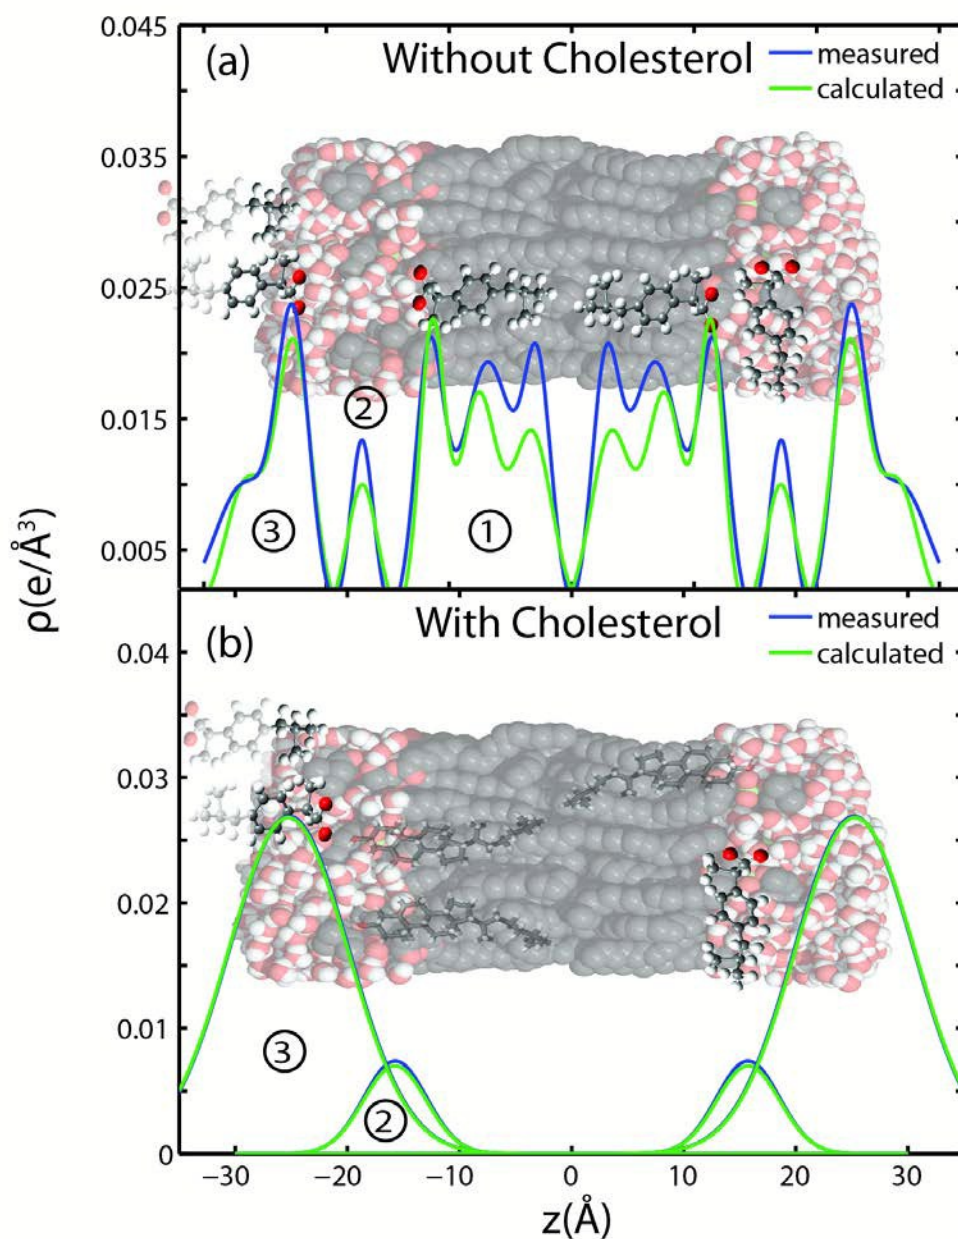 0.045
(a)
Without Cholesterol
measured
calculated
0.035
0.025
0.015
0.005
②
③
①
ρ(e/Å³)
(b)
With Cholesterol
measured
calculated
0.04
0.03
0.02
0.01
0
③
②
−30 −20 −10 0 10 20 30
z(Å)